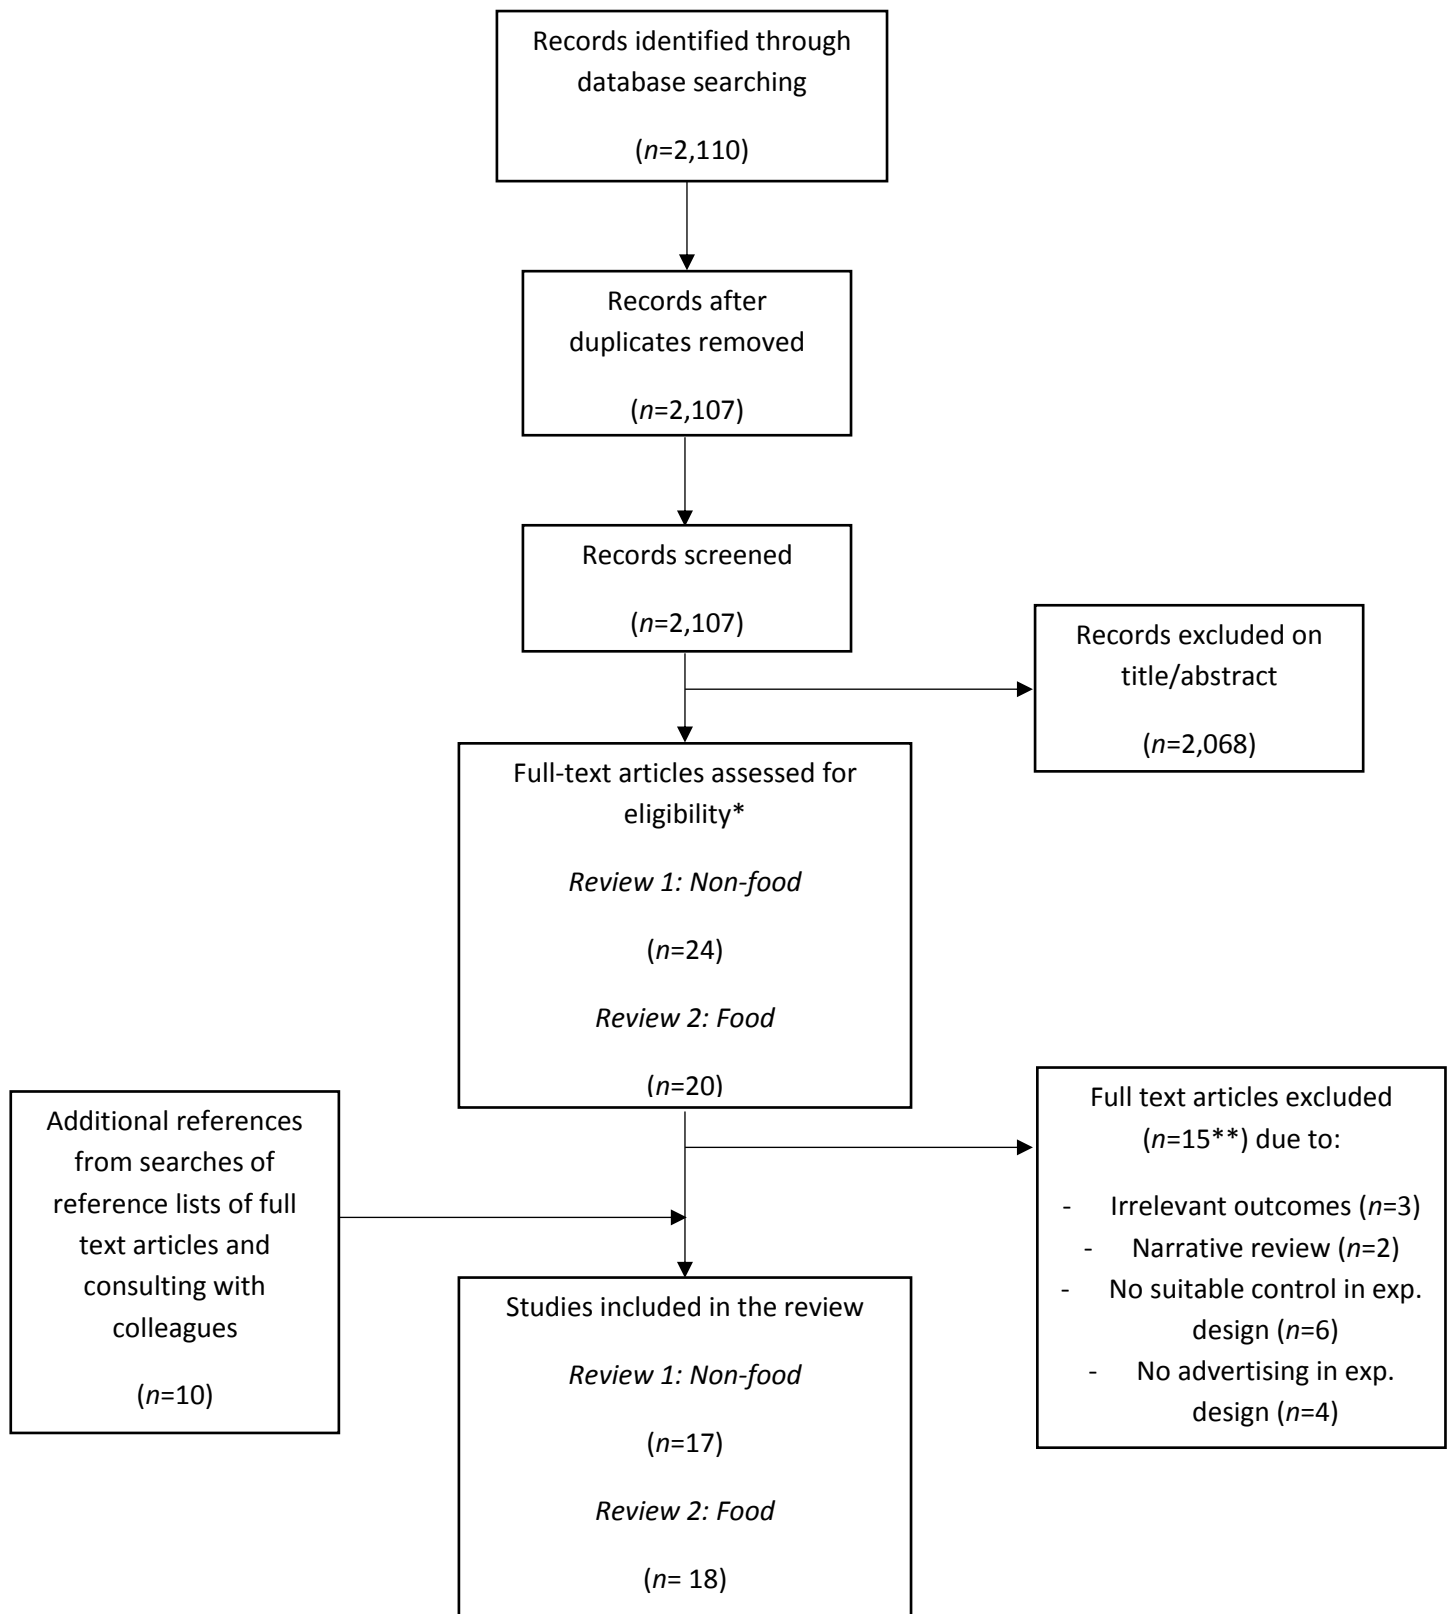 Records identified through
database searching
(n=2,110)
Records after
duplicates removed
(n=2,107)
Records screened
(n=2,107)
Records excluded on
title/abstract
(n=2,068)
Full-text articles assessed for
eligibility*
Review 1: Non-food
(n=24)
Review 2: Food
(n=20)
Additional references
from searches of
reference lists of full
text articles and
consulting with
colleagues
(n=10)
Full text articles excluded
(n=15**) due to:
- Irrelevant outcomes (n=3)
- Narrative review (n=2)
- No suitable control in exp.
design (n=6)
- No advertising in exp.
design (n=4)
Studies included in the review
Review 1: Non-food
(n=17)
Review 2: Food
(n= 18)